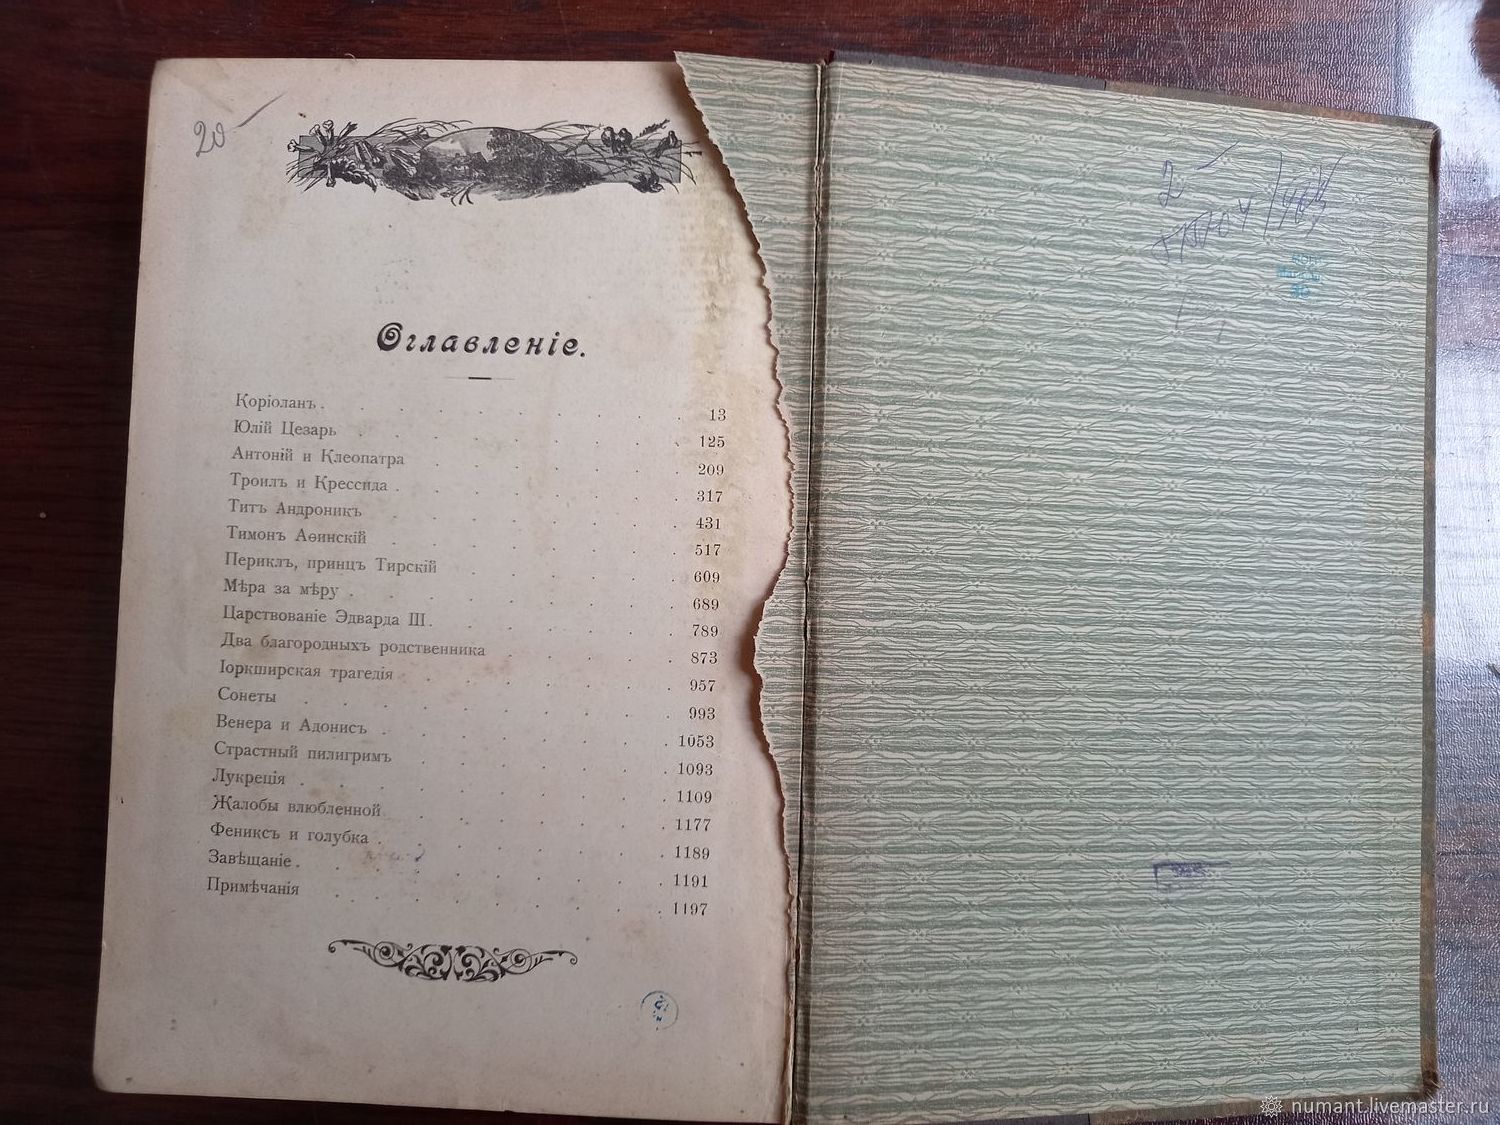 20
Оглавленіе.
Коріоланъ . . . . . . 13
Юлій Цезарь . . . . . . 125
Антоній и Клеопатра . . . . . 209
Троилъ и Крессида . . . . . 317
Титъ Андроникъ . . . . . 431
Тимонъ Аѳинскій . . . . . 517
Периклъ, принцъ Тирскій . . . . 609
Мѣра за мѣру . . . . . 689
Царствованіе Эдварда III . . . . 789
Два благородныхъ родственника . . . 873
Іоркширская трагедія . . . . 957
Сонеты . . . . . . 993
Венера и Адонисъ . . . . . 1053
Страстный пилигримъ . . . . 1093
Лукреція . . . . . . 1109
Жалобы влюбленной . . . . 1177
Фениксъ и голубка . . . . . 1189
Завѣщаніе . . . . . . 1191
Примѣчанія . . . . . . 1197
numant.livemaster.ru